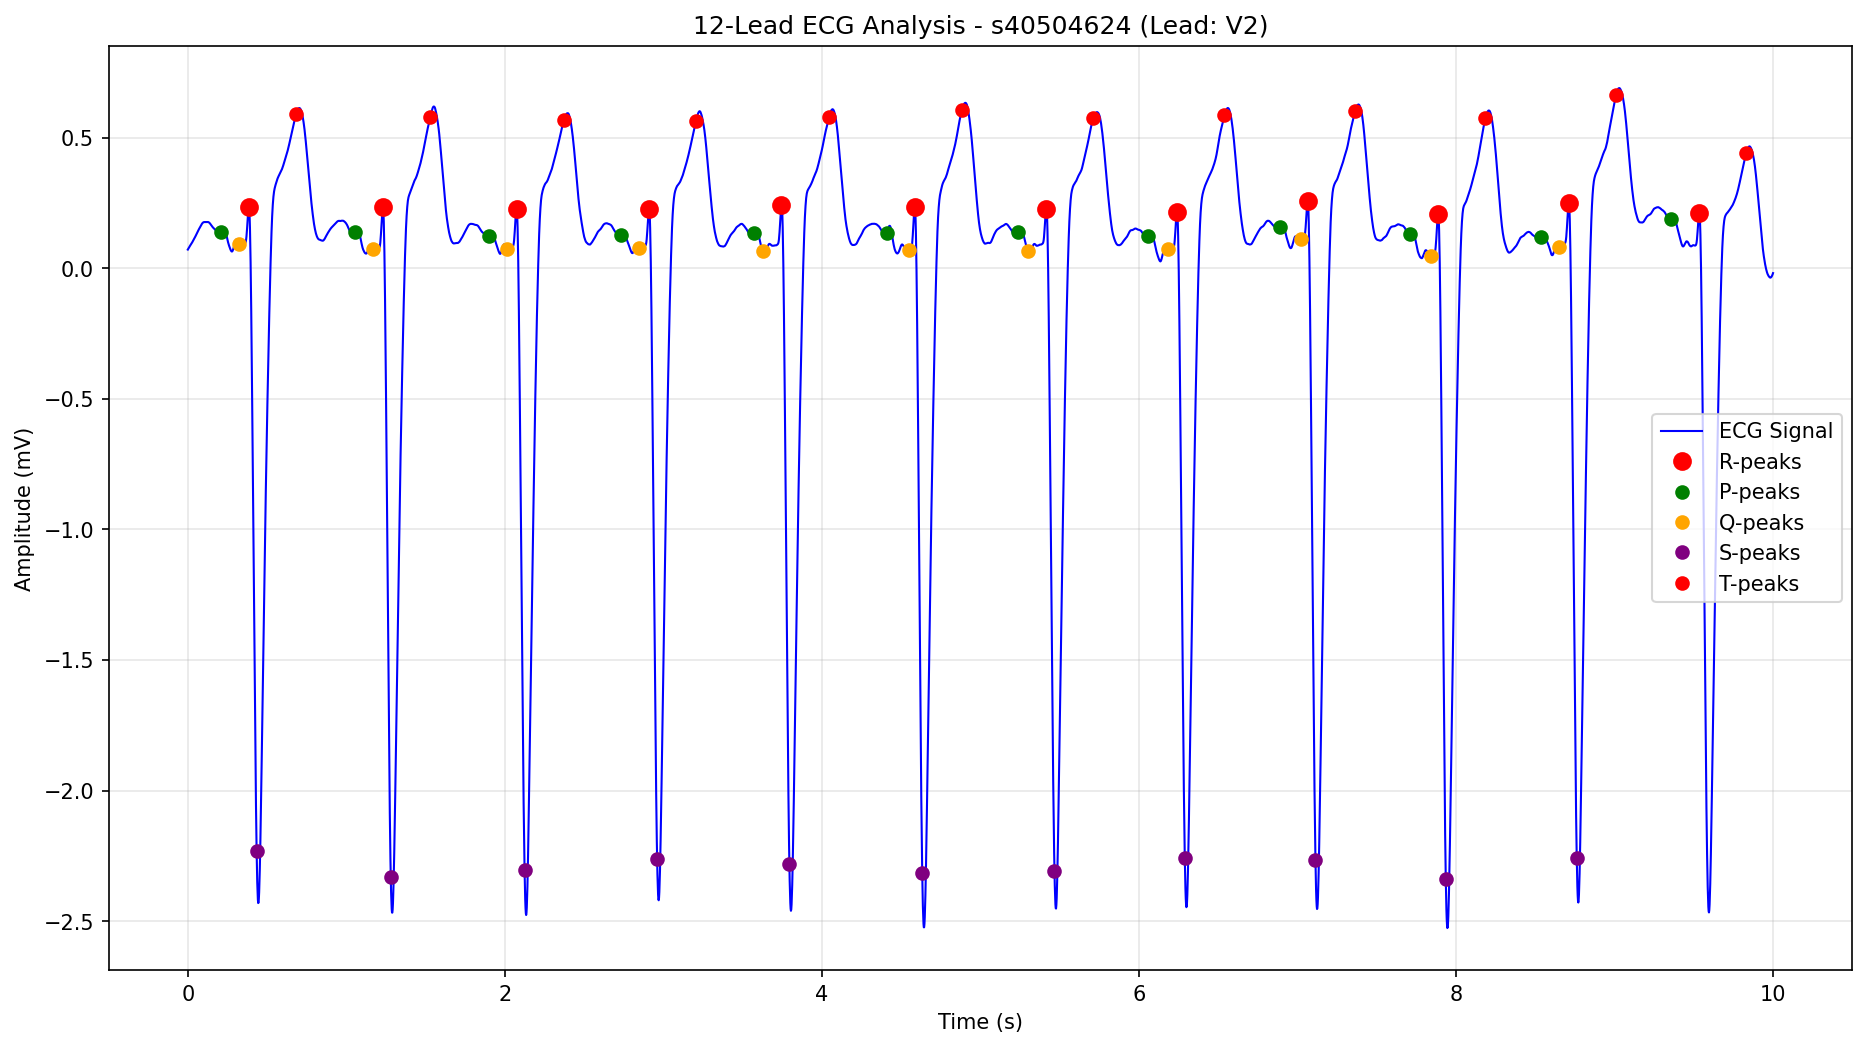 12-Lead ECG Analysis - s40504624 (Lead: V2)
Amplitude (mV)
0.5
0.0
−0.5
−1.0
−1.5
−2.0
−2.5
ECG Signal
R-peaks
P-peaks
Q-peaks
S-peaks
T-peaks
0 2 4 6 8 10
Time (s)